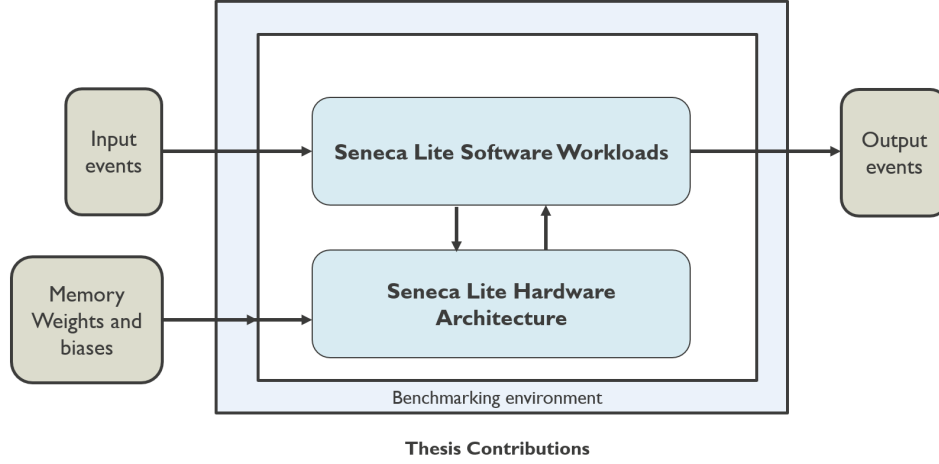 Input
events
Seneca Lite Software Workloads
Output
events
Memory
Weights and
biases
Seneca Lite Hardware
Architecture
Benchmarking environment
Thesis Contributions